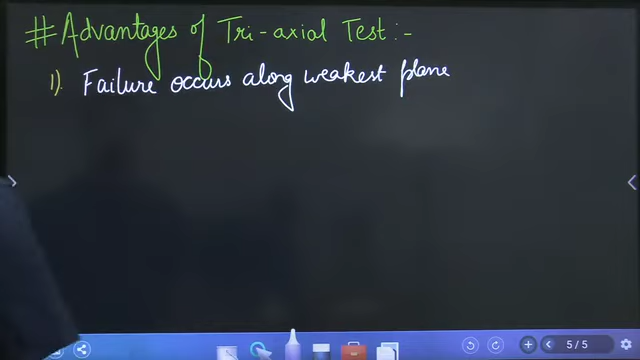 # Advantages of Tri-axial Test:-
1). Failure occurs along weakest plane
5/5